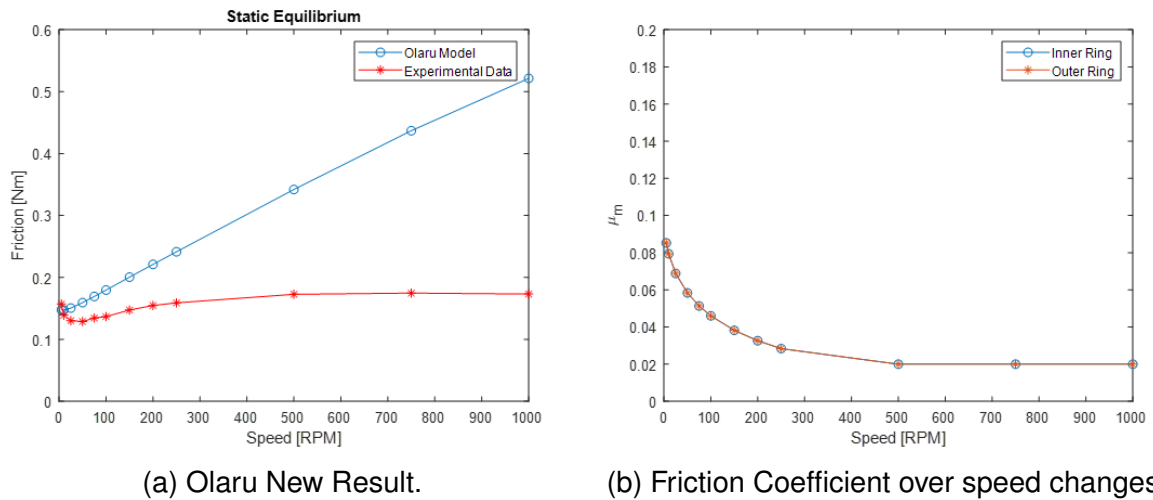 Static Equilibrium
0.6
0.5
0.4
0.3
0.2
0.1
0
Friction [Nm]
Olaru Model
Experimental Data
0 100 200 300 400 500 600 700 800 900 1000
Speed [RPM]
(a) Olaru New Result.
0.2
0.18
0.16
0.14
0.12
0.1
0.08
0.06
0.04
0.02
0
μm
Inner Ring
Outer Ring
0 100 200 300 400 500 600 700 800 900 1000
Speed [RPM]
(b) Friction Coefficient over speed changes